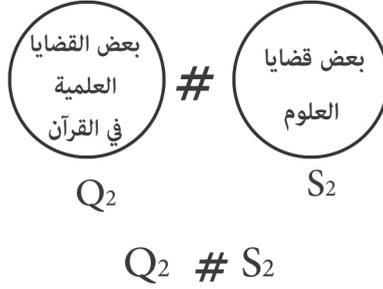 بعض القضايا
العلمية
في القرآن
#
بعض قضايا
العلوم
Q2
S2
Q2 # S2